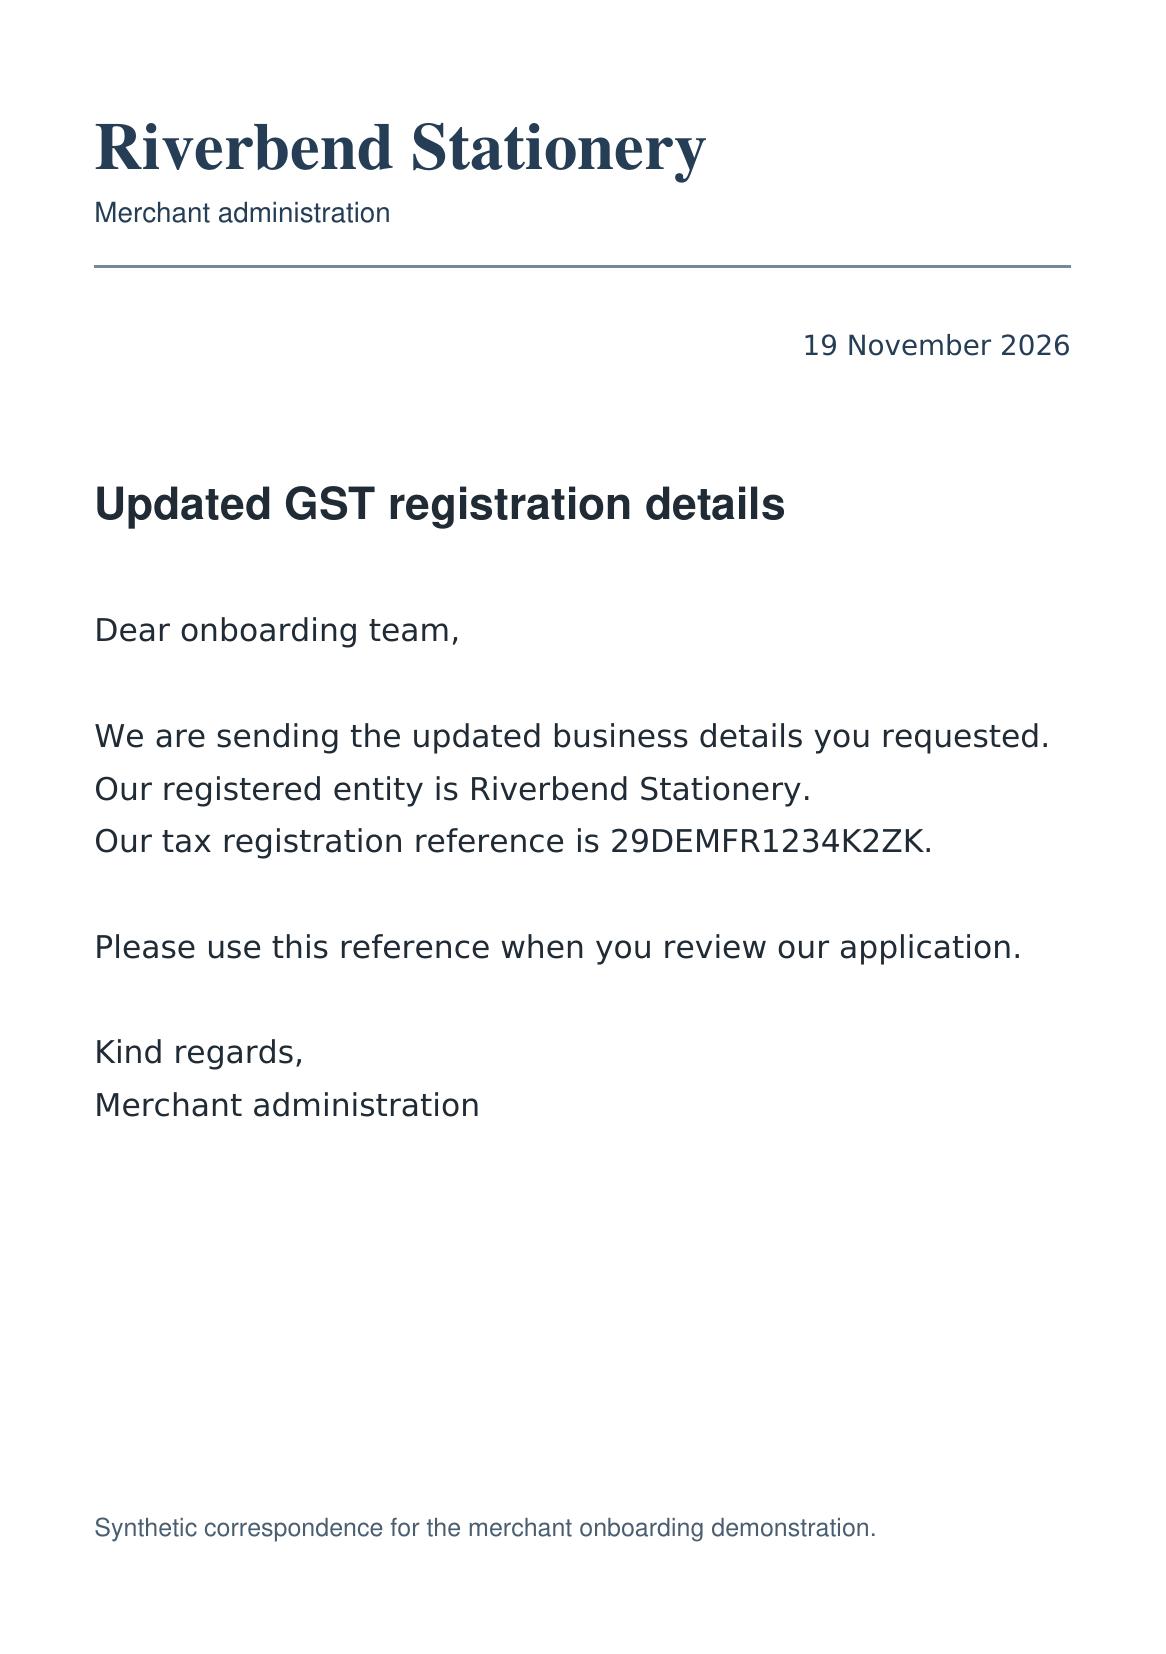 Riverbend Stationery
Merchant administration
19 November 2026
Updated GST registration details
Dear onboarding team,
We are sending the updated business details you requested.
Our registered entity is Riverbend Stationery.
Our tax registration reference is 29DEMFR1234K2ZK.
Please use this reference when you review our application.
Kind regards,
Merchant administration
Synthetic correspondence for the merchant onboarding demonstration.